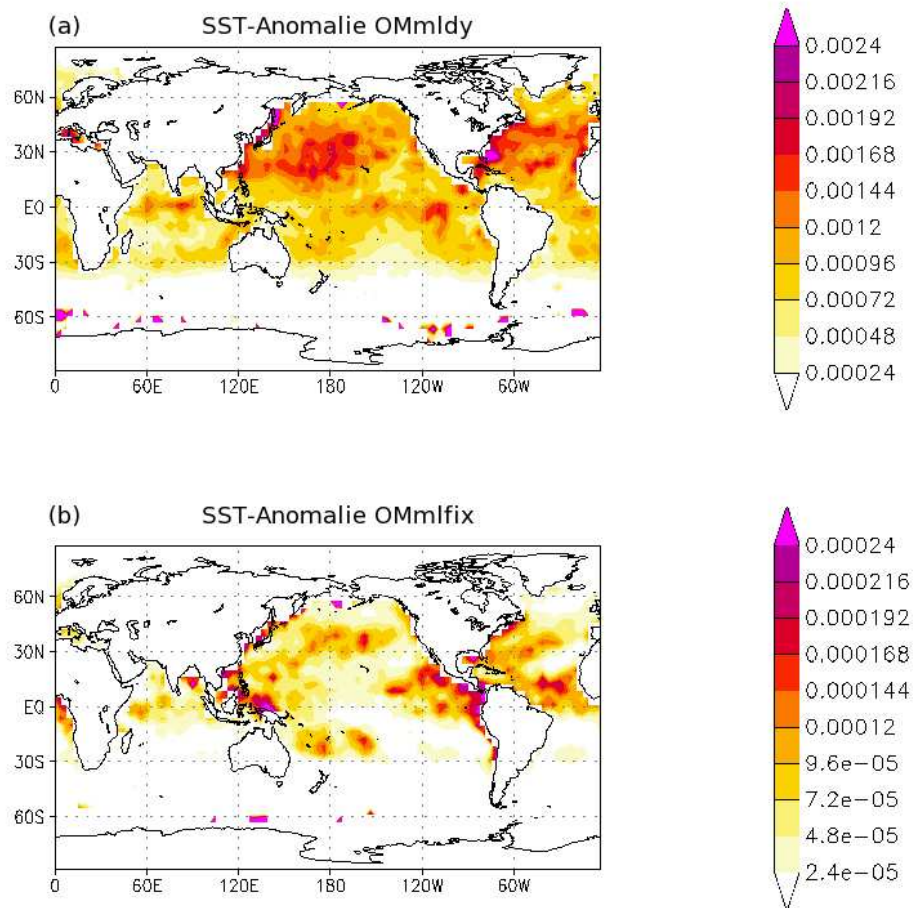 (a) SST-Anomalie OMmldy
60N
30N
EQ
30S
60S
0 60E 120E 180 120W 60W
0.0024
0.00216
0.00192
0.00168
0.00144
0.0012
0.00096
0.00072
0.00048
0.00024
(b) SST-Anomalie OMmlfix
60N
30N
EQ
30S
60S
0 60E 120E 180 120W 60W
0.00024
0.000216
0.000192
0.000168
0.000144
0.00012
9.6e-05
7.2e-05
4.8e-05
2.4e-05